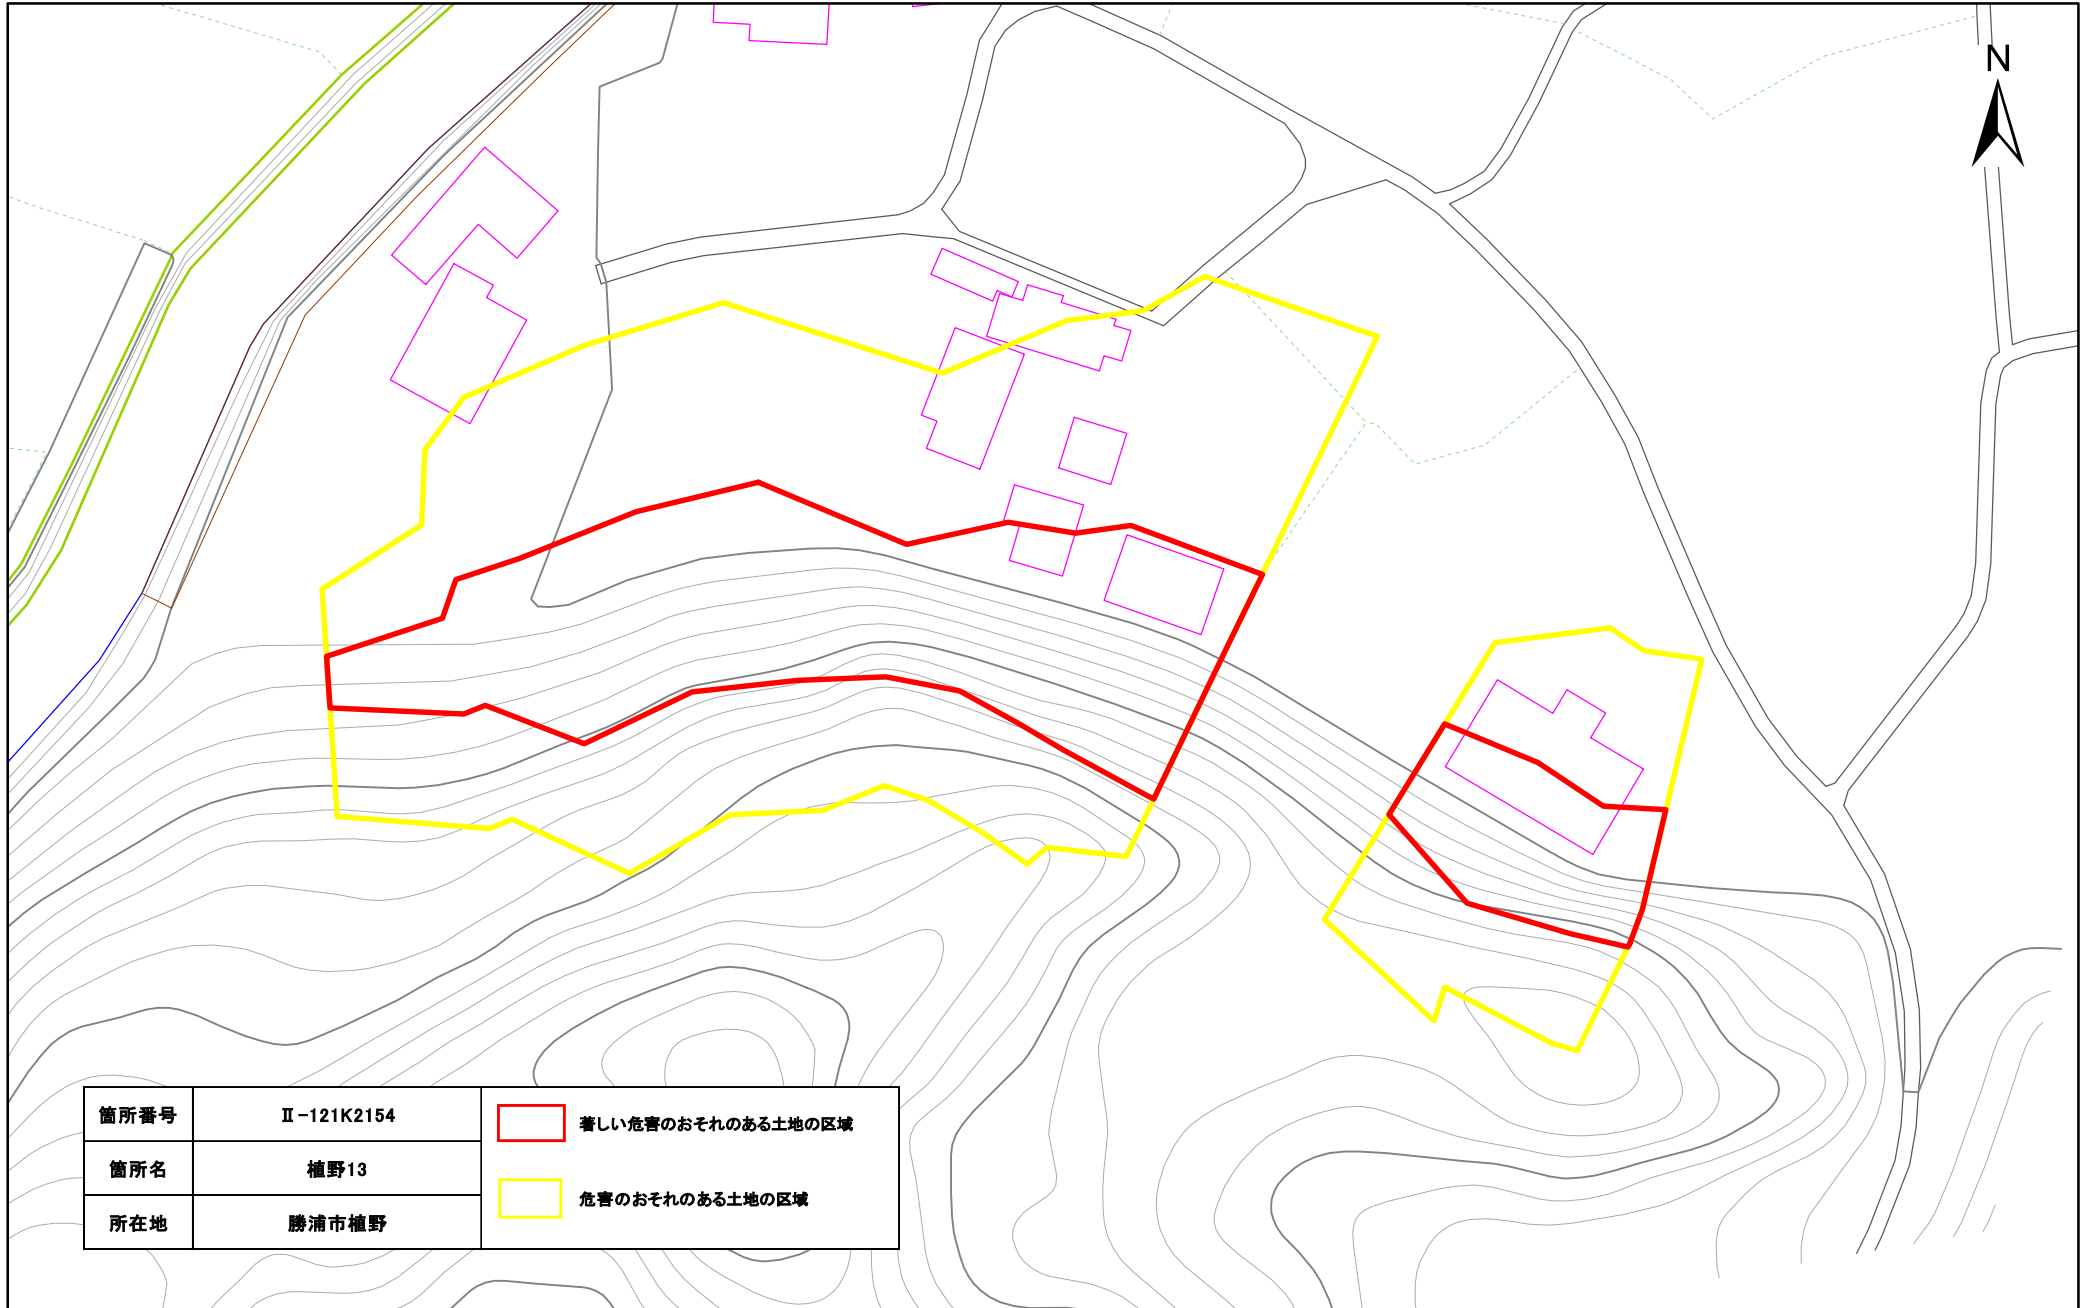 N
箇所番号 Ⅱ-121K2154
箇所名 植野13
所在地 勝浦市植野
著しい危害のおそれのある土地の区域
危害のおそれのある土地の区域